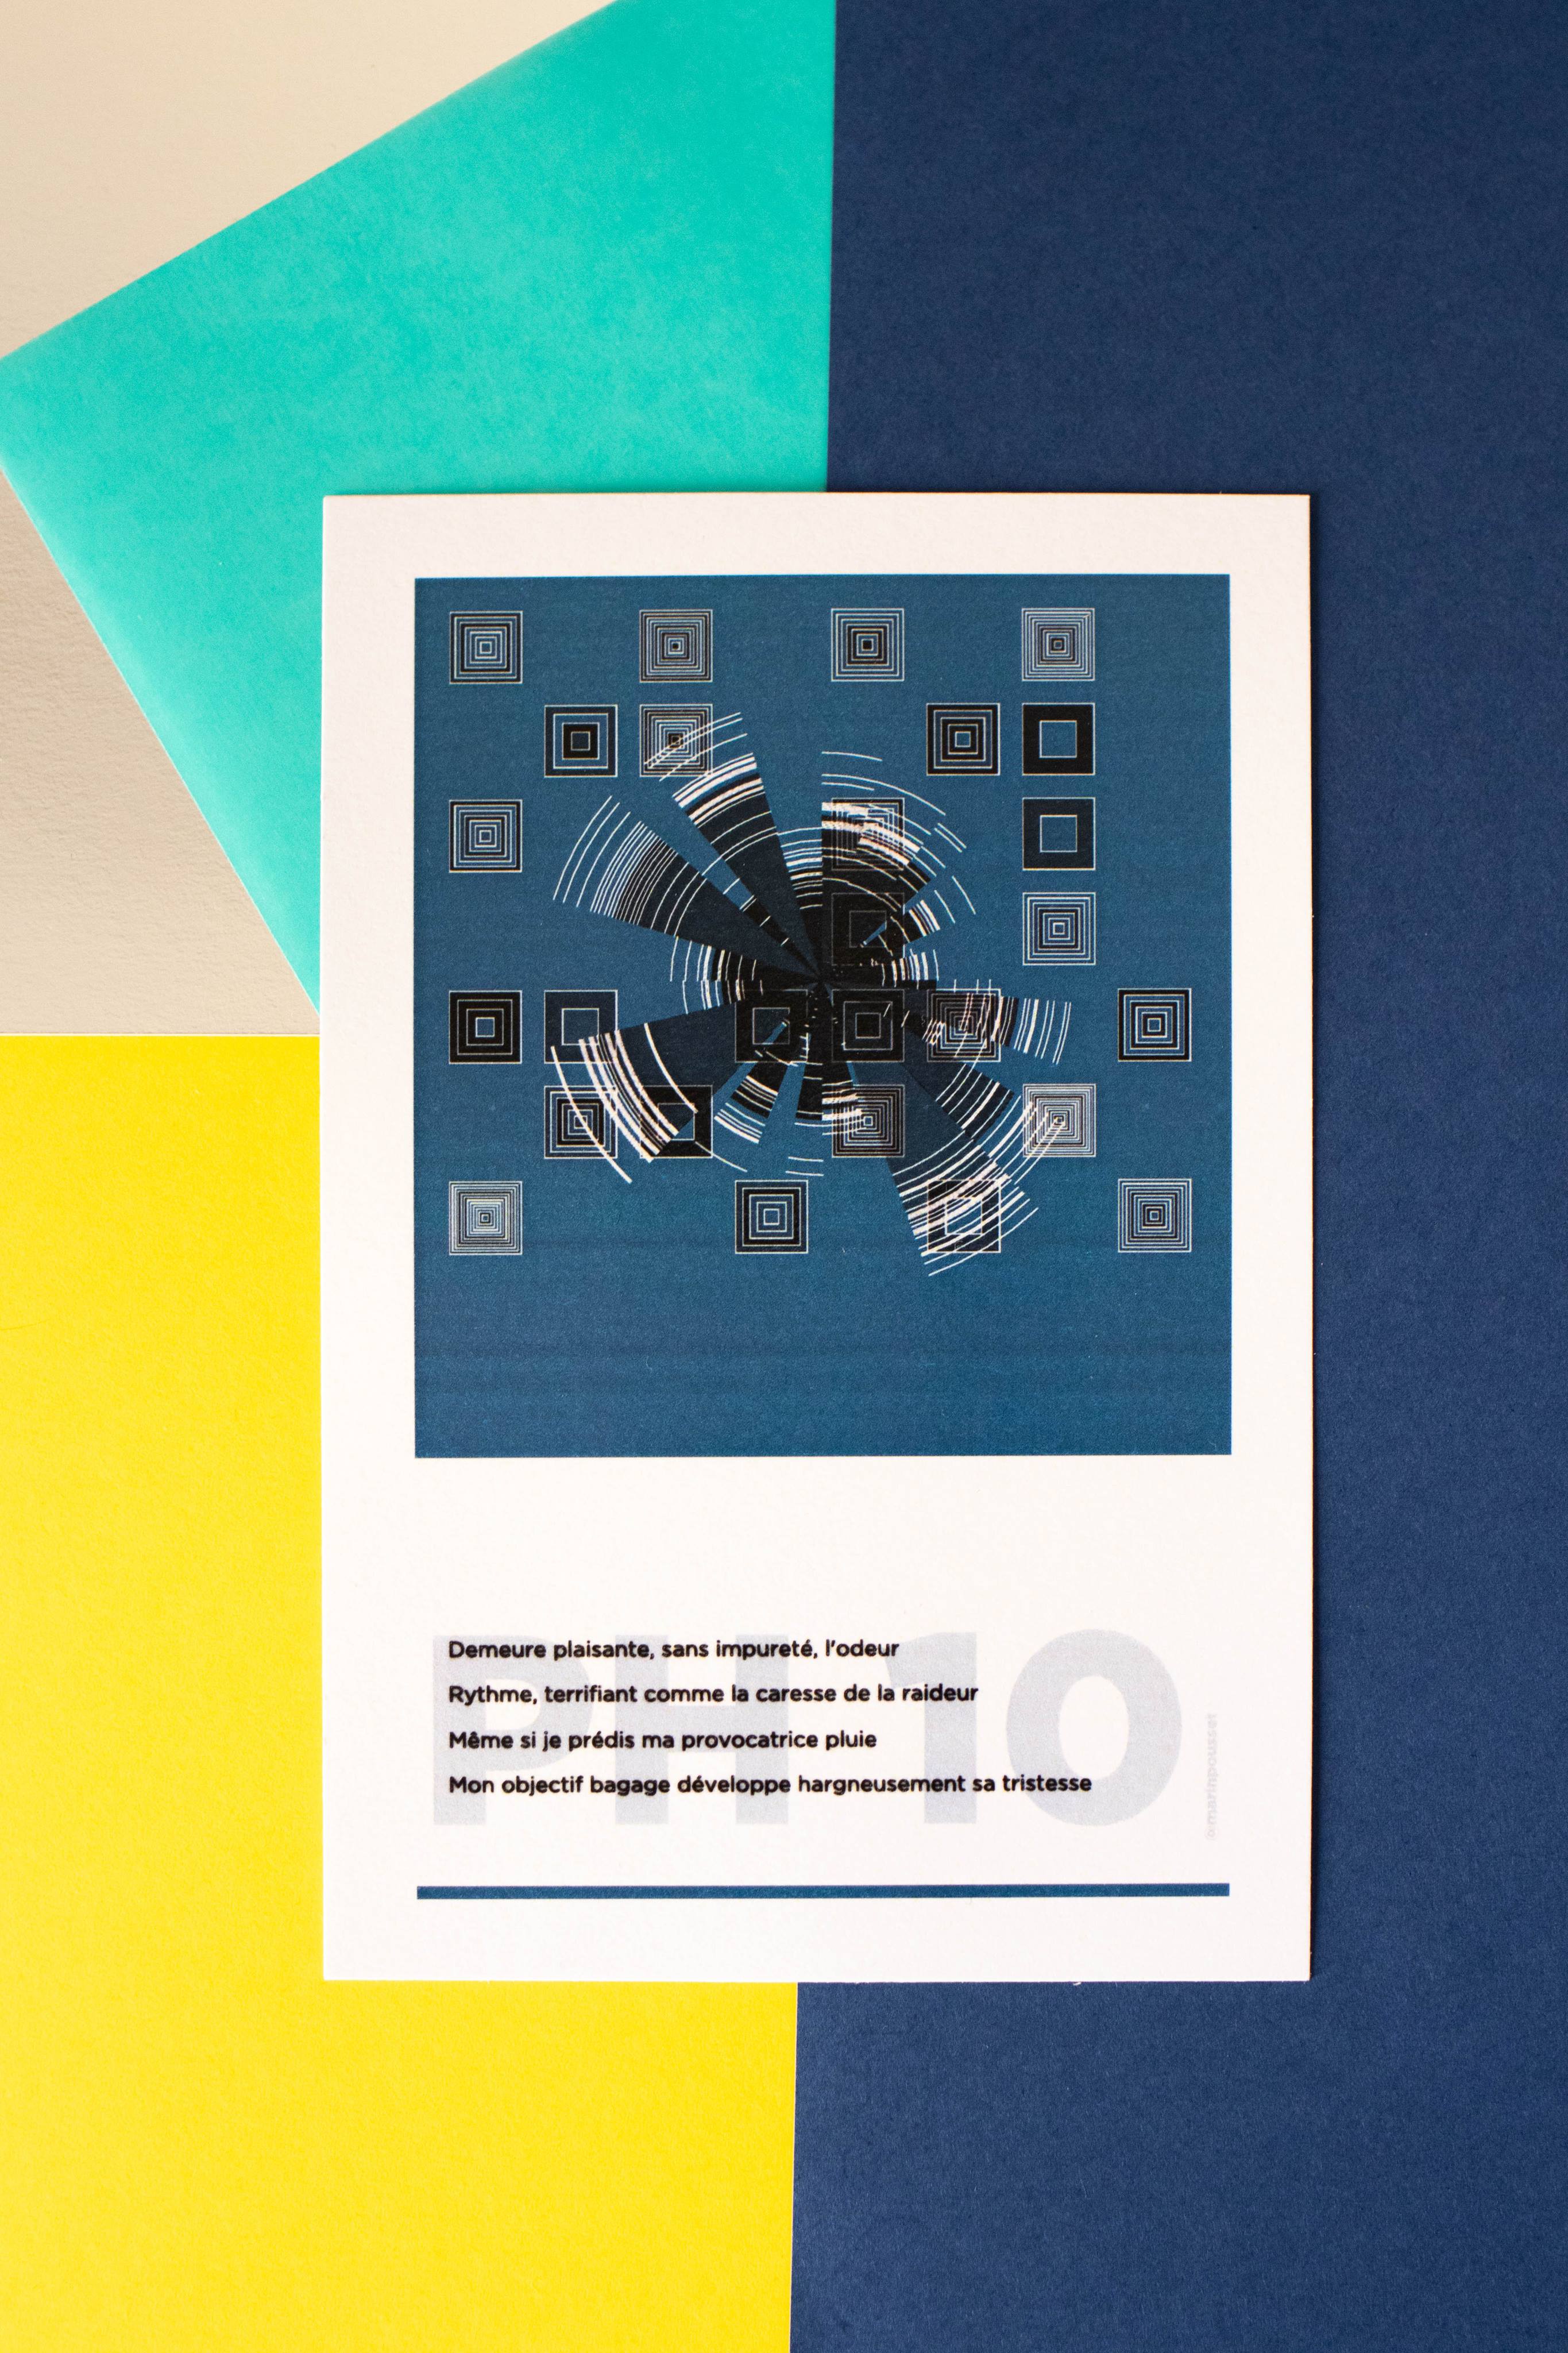 PH 10
Demeure plaisante, sans impureté, l'odeur
Rythme, terrifiant comme la caresse de la raideur
Même si je prédis ma provocatrice pluie
Mon objectif bagage développe hargneusement sa tristesse
@marinpousset